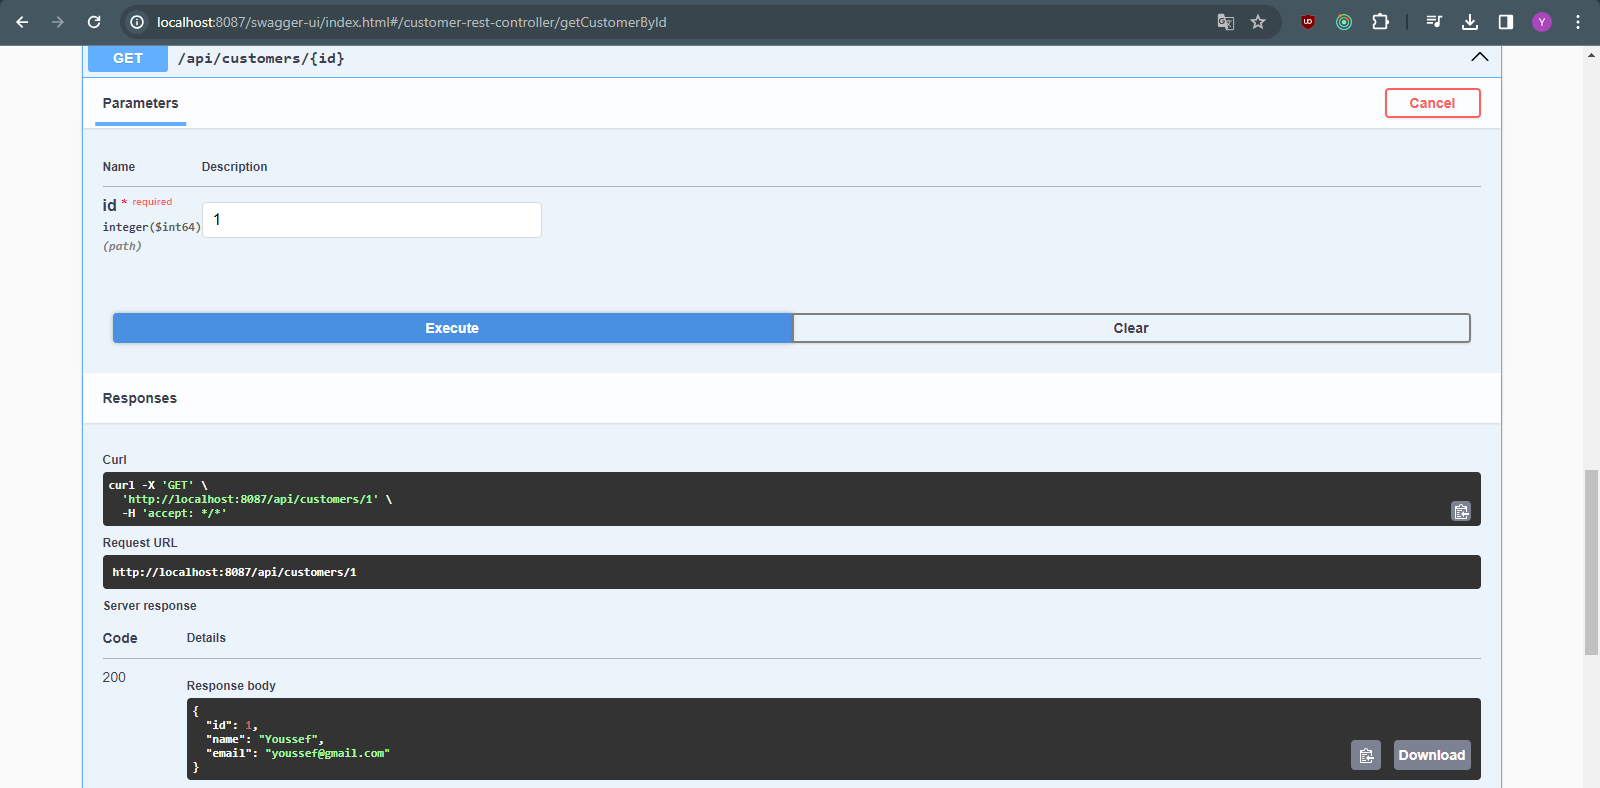 localhost:8087/swagger-ui/index.html#/customer-rest-controller/getCustomerById
Y
GET /api/customers/{id}
Parameters
Cancel
Name Description
id * required
integer($int64)
(path)
1
Execute Clear
Responses
Curl
curl -X 'GET' \
'http://localhost:8087/api/customers/1' \
-H 'accept: */*'
Request URL
http://localhost:8087/api/customers/1
Server response
Code Details
200
Response body
{
"id": 1,
"name": "Youssef",
"email": "youssef@gmail.com"
}
Download